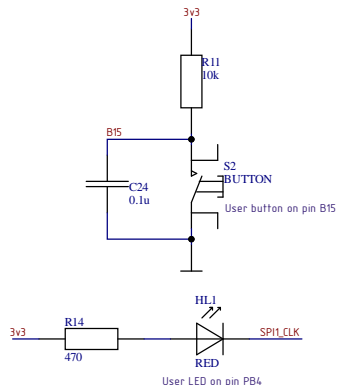 3v3
R11
10k
B15
S2
BUTTON
C24
0.1u
User button on pin B15
HL1
3v3
R14
SPI1_CLK
470
RED
User LED on pin PB4